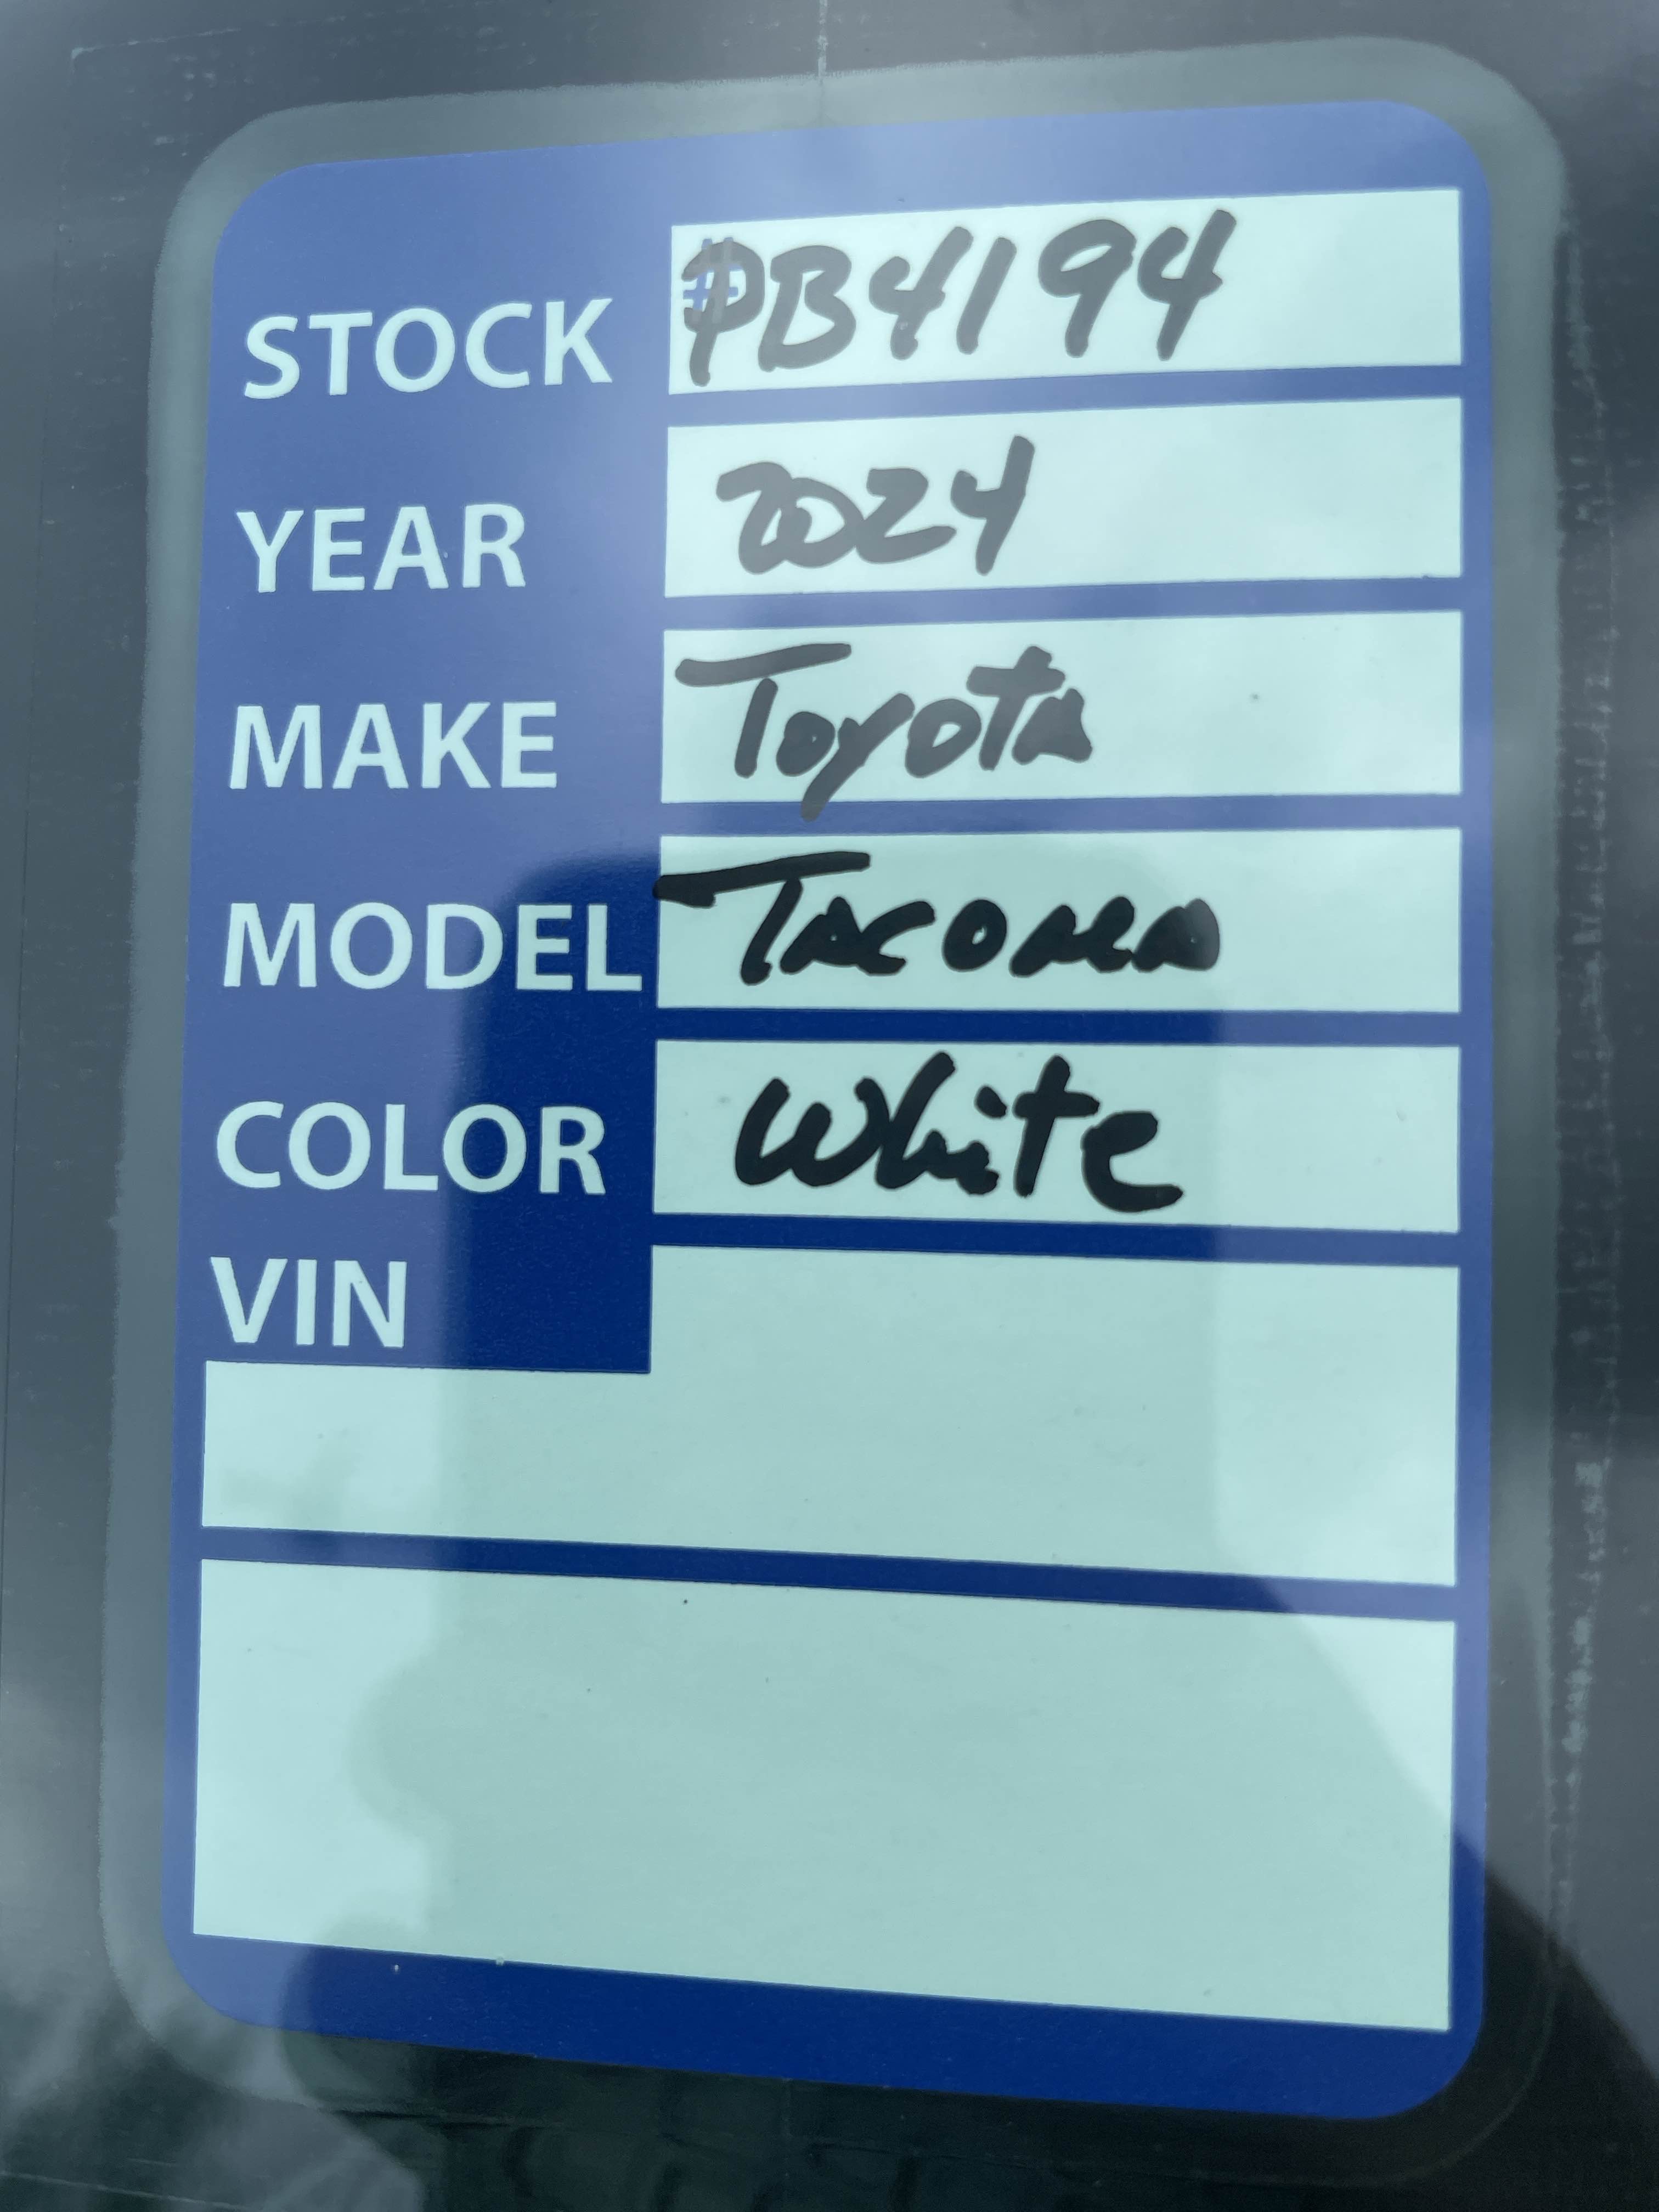 STOCK #PB4194
YEAR 2024
MAKE Toyota
MODEL Tacoma
COLOR White
VIN